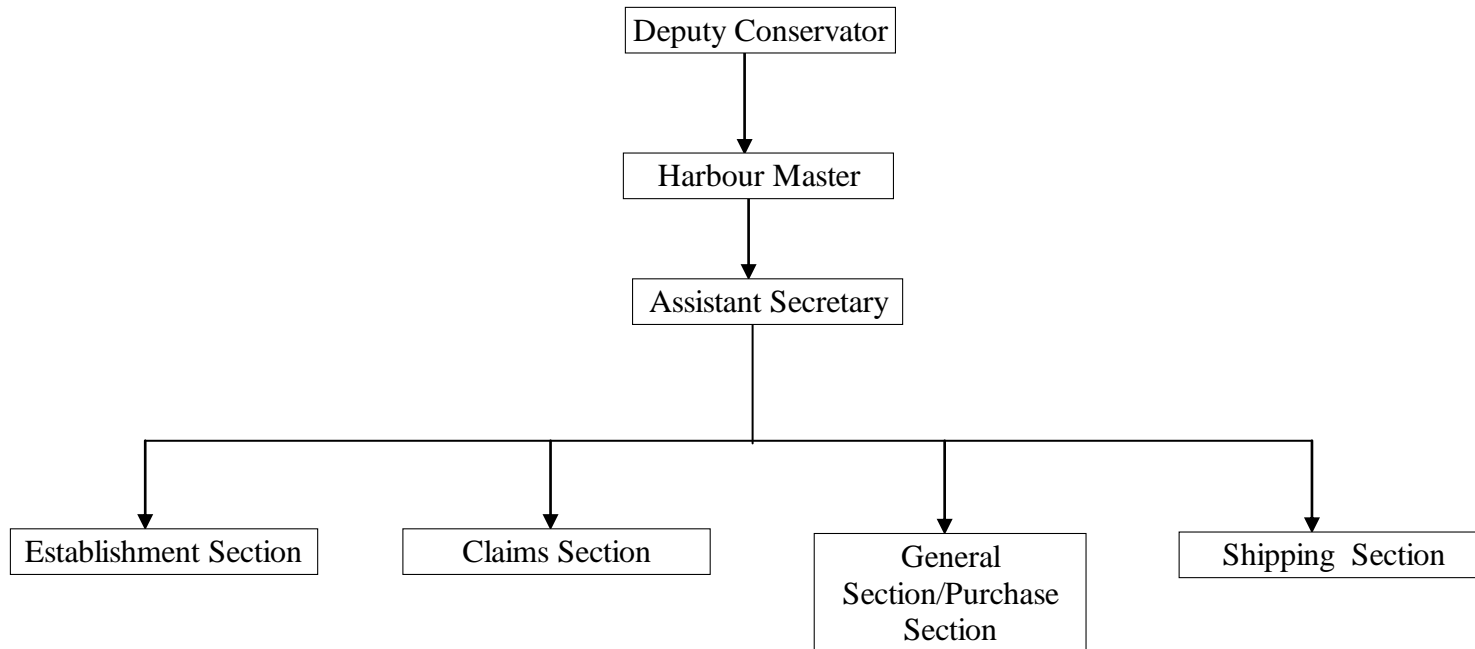 Deputy Conservator
Harbour Master
Assistant Secretary
Establishment Section
Claims Section
General
Section/Purchase
Section
Shipping Section